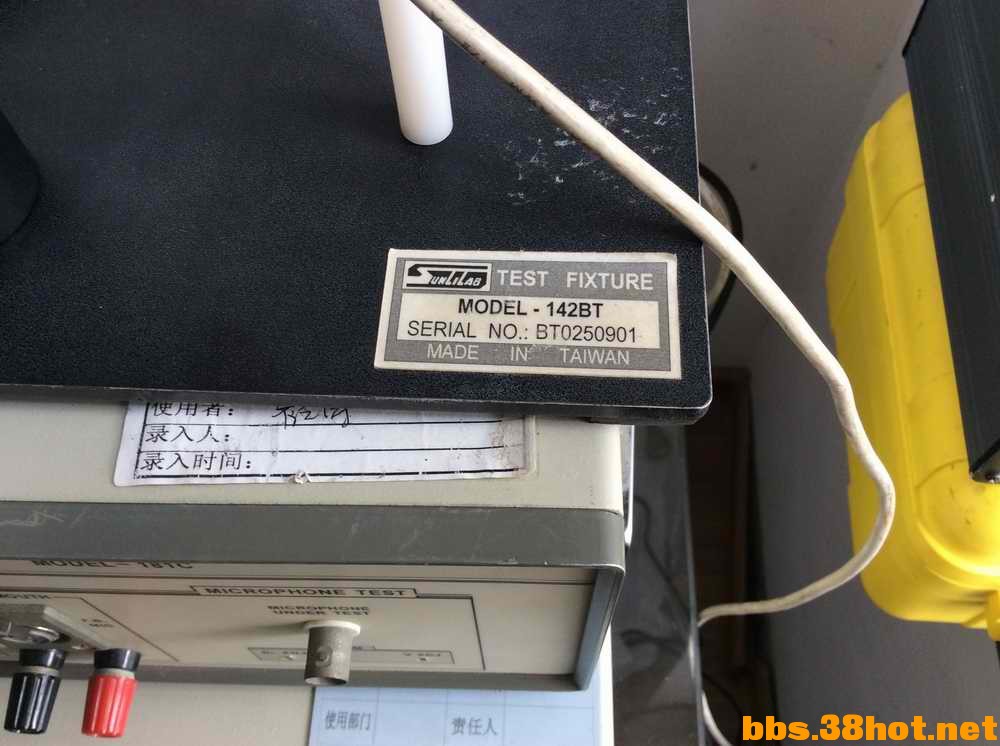 SUNLILAB TEST FIXTURE
MODEL - 142BT
SERIAL NO.: BT0250901
MADE IN TAIWAN
使用者:
录入人:
录入时间:
MICROPHONE TEST
MICROPHONE
UNDER TEST
使用部门 责任人
bbs.38hot.net